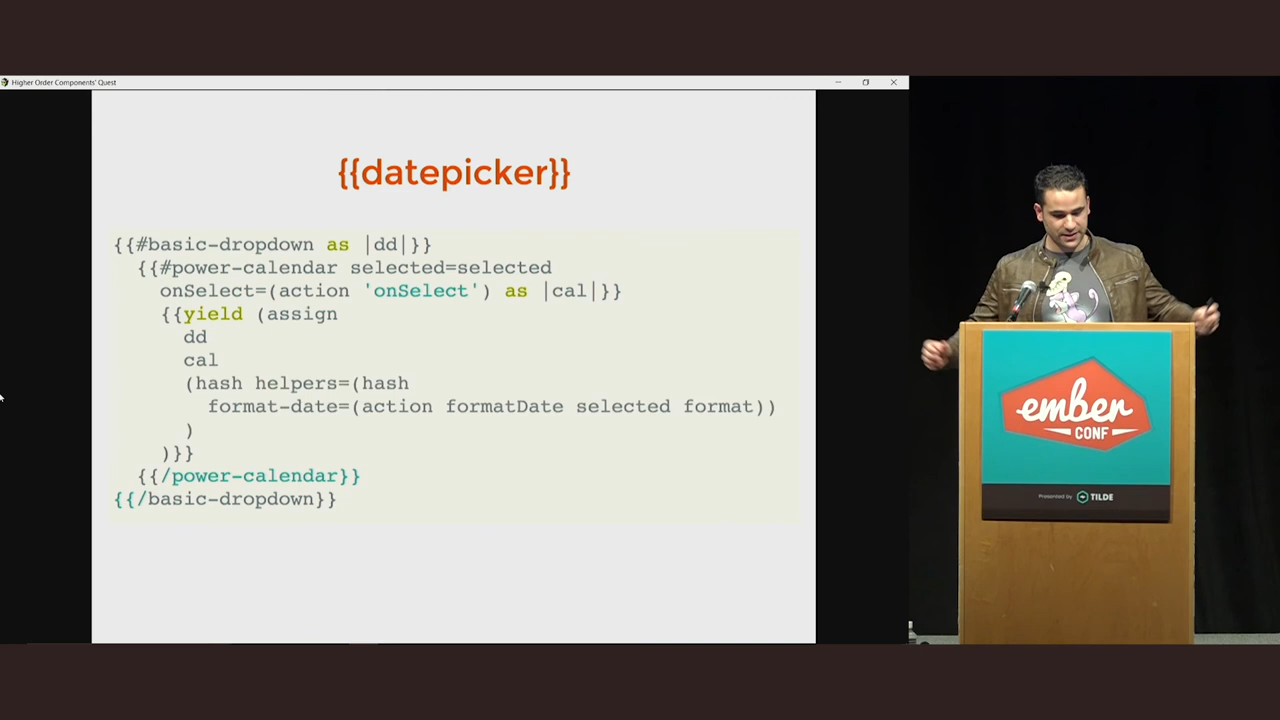 Higher Order Components' Quest
{{datepicker}}
{{#basic-dropdown as |dd|}}
{{#power-calendar selected=selected
onSelect=(action 'onSelect') as |cal|}}
{{yield (assign
dd
cal
(hash helpers=(hash
format-date=(action formatDate selected format))
)
)}}
{{/power-calendar}}
{{/basic-dropdown}}
ember
CONF
Presented by TILDE